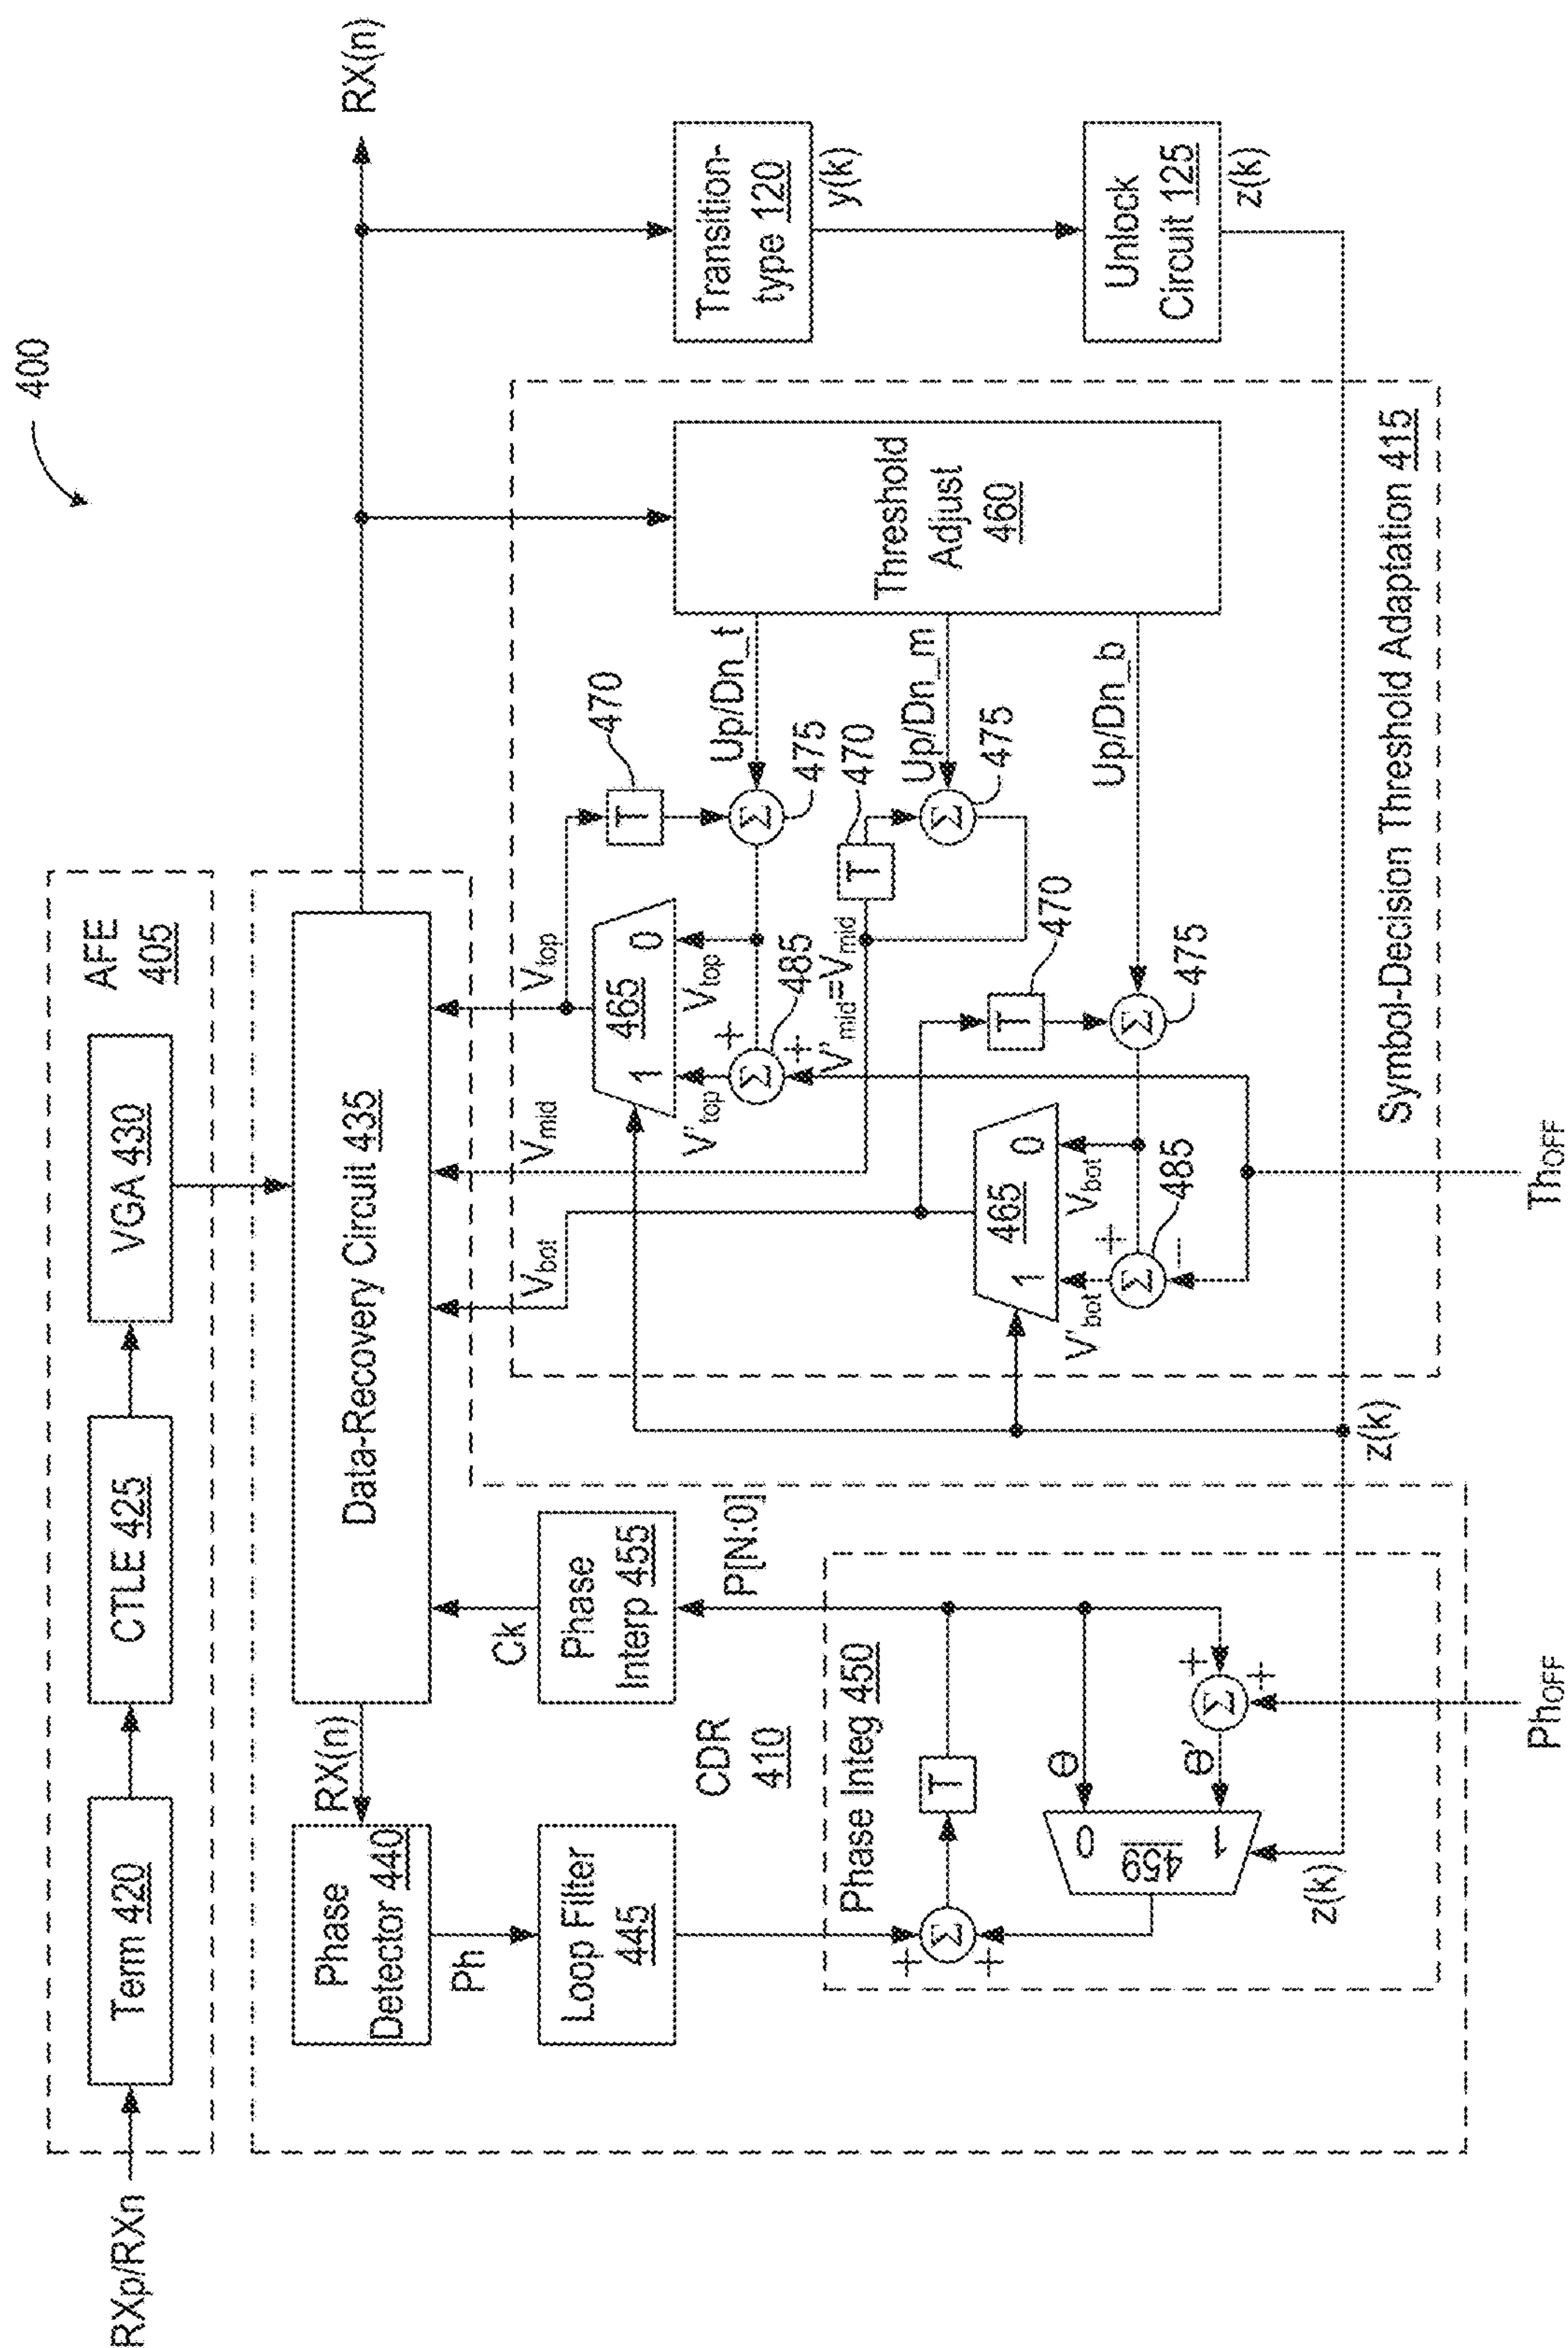 400
RXp/RXn
Term 420
CTLE 425
VGA 430
AFE
405
RX(n)
Data-Recovery Circuit 435
RX(n)
Phase
Detector 440
Ph
Loop Filter
445
Ck
Phase
Interp 455
P[N:0]
CDR
410
Phase Integ 450
T
Σ
+
+
Θ
Θ'
0
459
1
Σ
+
+
z(k)
PhOFF
z(k)
Vbot
Vmid
Vtop
465
1
0
V'top
Vtop
Σ
+
+
485
T
470
Σ
475
Up/Dn_t
V'mid=Vmid
T
470
Σ
475
Up/Dn_m
465
1
0
V'bot
Vbot
Σ
+
−
485
T
470
Σ
475
Up/Dn_b
Threshold
Adjust
460
Symbol-Decision Threshold Adaptation 415
ThOFF
Transition-
type 120
y(k)
Unlock
Circuit 125
z(k)